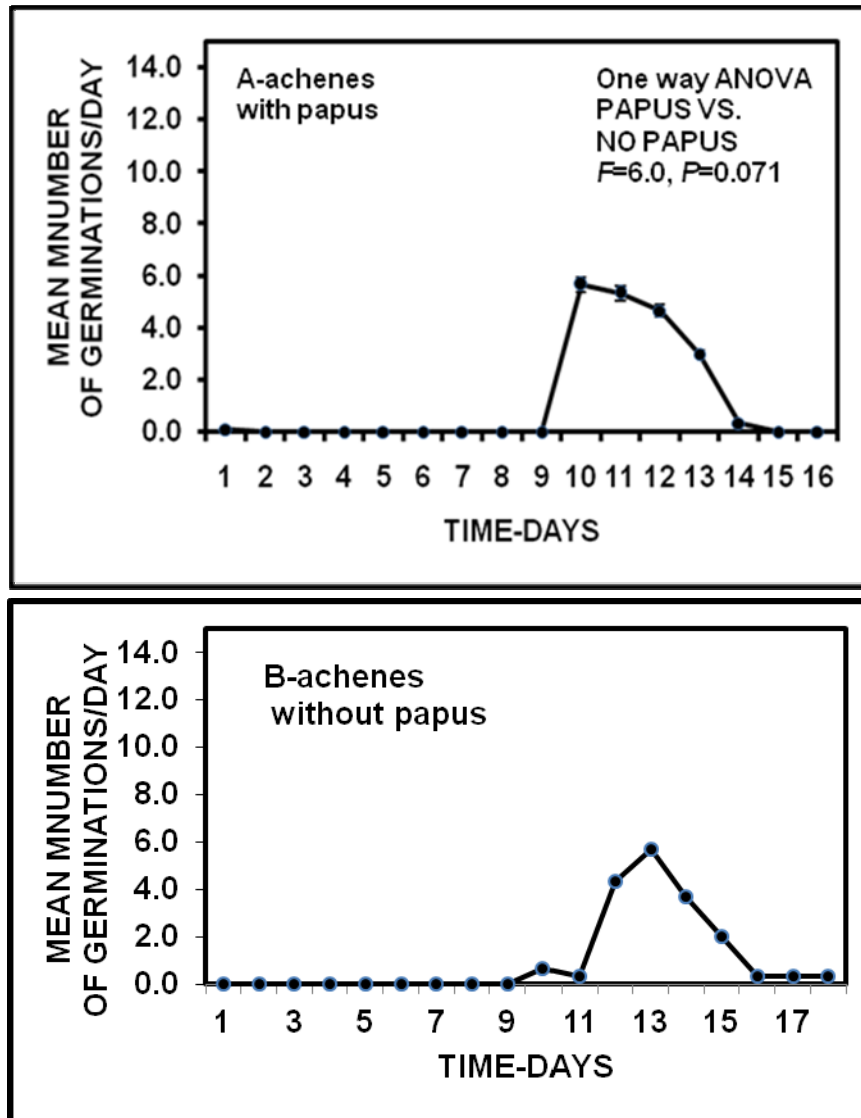 MEAN MNUMBER
OF GERMINATIONS/DAY
14.0
12.0
10.0
8.0
6.0
4.0
2.0
0.0
A-achenes
with papus
One way ANOVA
PAPUS VS.
NO PAPUS
F=6.0, P=0.071
1 2 3 4 5 6 7 8 9 10 11 12 13 14 15 16
TIME-DAYS
MEAN MNUMBER
OF GERMINATIONS/DAY
14.0
12.0
10.0
8.0
6.0
4.0
2.0
0.0
B-achenes
without papus
1 3 5 7 9 11 13 15 17
TIME-DAYS